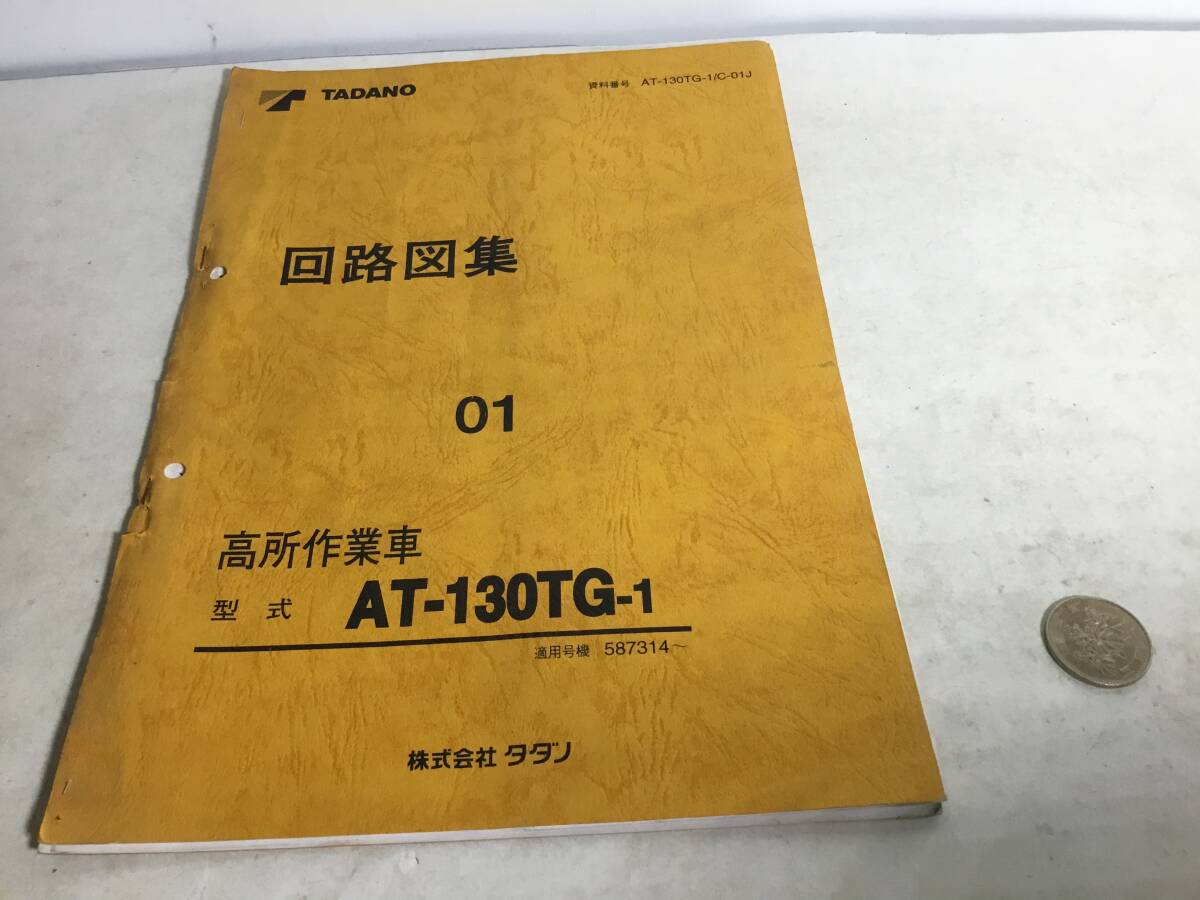 TADANO
資料番号 AT-130TG-1/C-01J
回路図集
01
高所作業車
型式 AT-130TG-1
適用号機 587314～
株式会社 タダノ